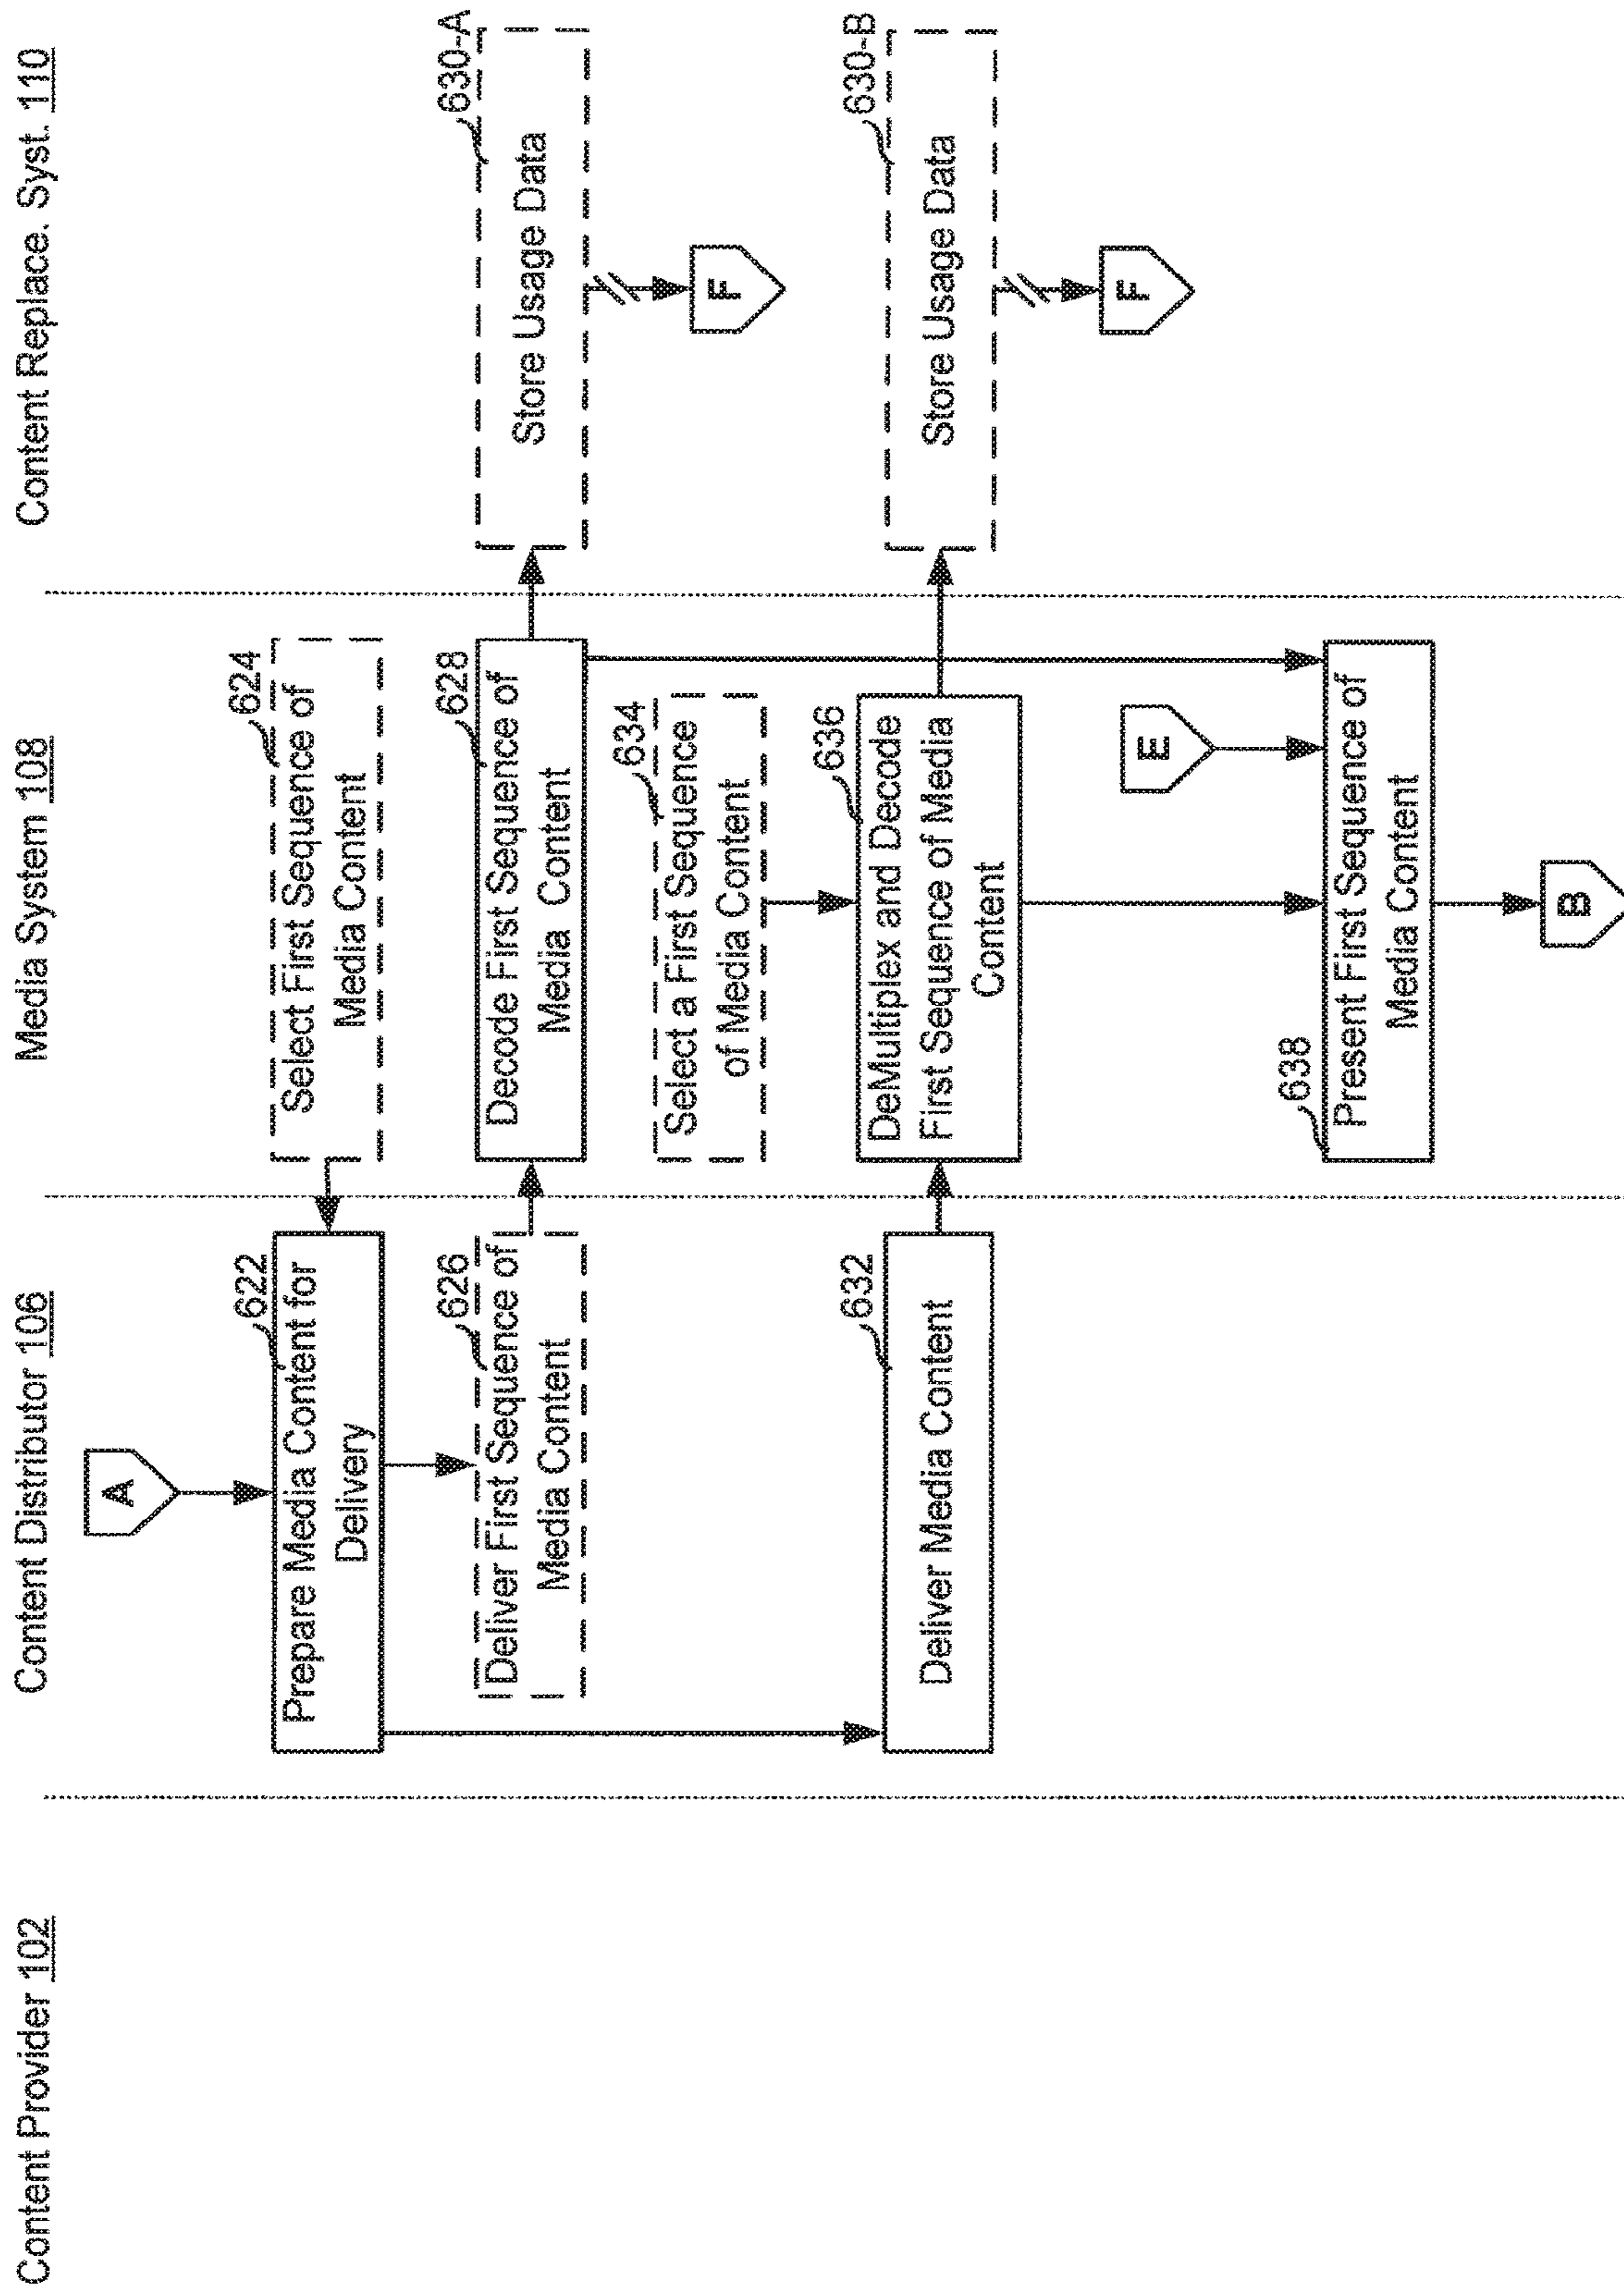 Content Provider 102
Content Distributor 106
Media System 108
Content Replace. Syst. 110
A
622
Prepare Media Content for
Delivery
624
Select First Sequence of
Media Content
626
Deliver First Sequence of
Media Content
628
Decode First Sequence of
Media Content
630-A
Store Usage Data
F
634
Select a First Sequence
of Media Content
632
Deliver Media Content
636
DeMultiplex and Decode
First Sequence of Media
Content
630-B
Store Usage Data
F
E
638
Present First Sequence of
Media Content
B